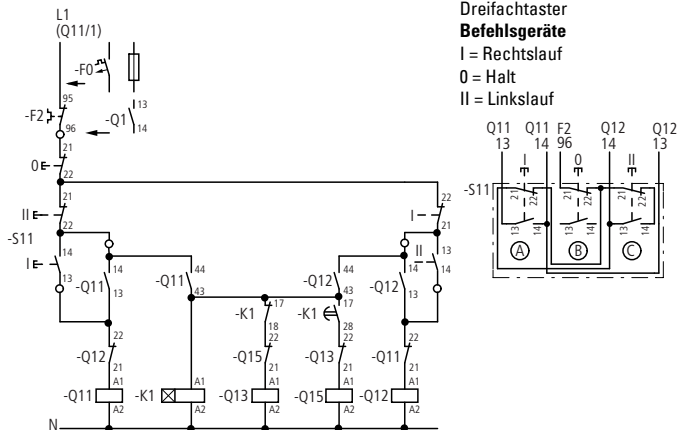 L1
(Q11/1)
-F0
95
-F2
96
-Q1
13
14
21
0
22
21
II
22
-S11
14
I
13
22
I
21
13
II
14
14
-Q11
13
44
-Q11
43
44
-Q12
43
14
-Q12
13
17
-K1
18
17
-K1
28
22
-Q12
21
22
-Q15
21
22
-Q13
21
22
-Q11
21
A1
-Q11
A2
A1
-K1
A2
A1
-Q13
A2
A1
-Q15
A2
A1
-Q12
A2
N
Dreifachtaster
Befehlsgeräte
I = Rechtslauf
0 = Halt
II = Linkslauf
Q11 Q11 F2 Q12 Q12
13 14 96 14 13
I 0 II
-S11
21 22 21 22 21 22
13 14 13 14 13 14
A B C